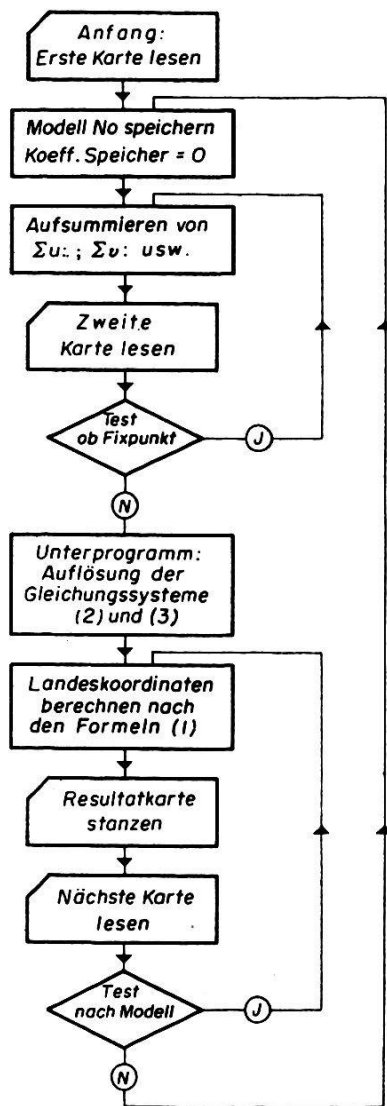 Anfang:
Erste Karte lesen
Modell No speichern
Koeff. Speicher = 0
Aufsummieren von
Σu:.; Σv: usw.
Zweite
Karte lesen
Test
ob Fixpunkt
J
N
Unterprogramm:
Auflösung der
Gleichungssysteme
(2) und (3)
Landeskoordinaten
berechnen nach
den Formeln (1)
Resultatkarte
stanzen
Nächste Karte
lesen
Test
nach Modell
J
N